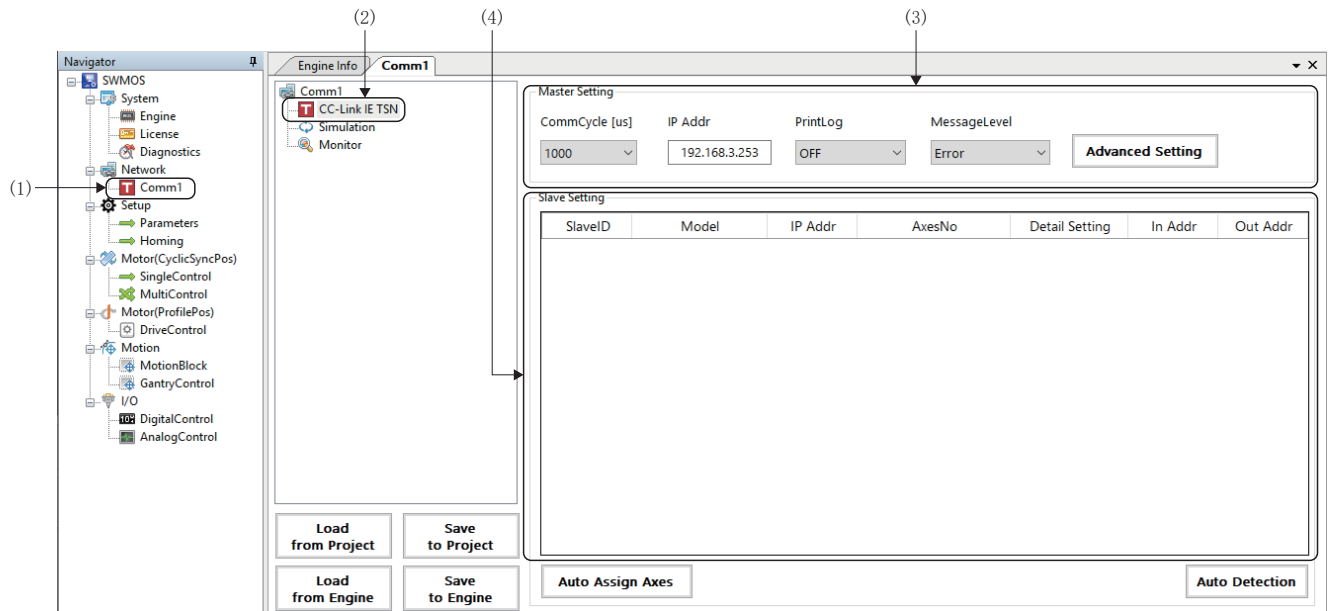 (2)
(4)
(3)
Navigator
SWMOS
System
Engine
License
Diagnostics
Network
(1)
Comm1
Setup
Parameters
Homing
Motor(CyclicSyncPos)
SingleControl
MultiControl
Motor(ProfilePos)
DriveControl
Motion
MotionBlock
GantryControl
I/O
DigitalControl
AnalogControl
Engine Info
Comm1
Comm1
T CC-Link IE TSN
Simulation
Monitor
Load
from Project
Save
to Project
Load
from Engine
Save
to Engine
Master Setting
CommCycle [us] IP Addr PrintLog MessageLevel
1000 192.168.3.253 OFF Error Advanced Setting
Slave Setting
SlaveID Model IP Addr AxesNo Detail Setting In Addr Out Addr
Auto Assign Axes Auto Detection